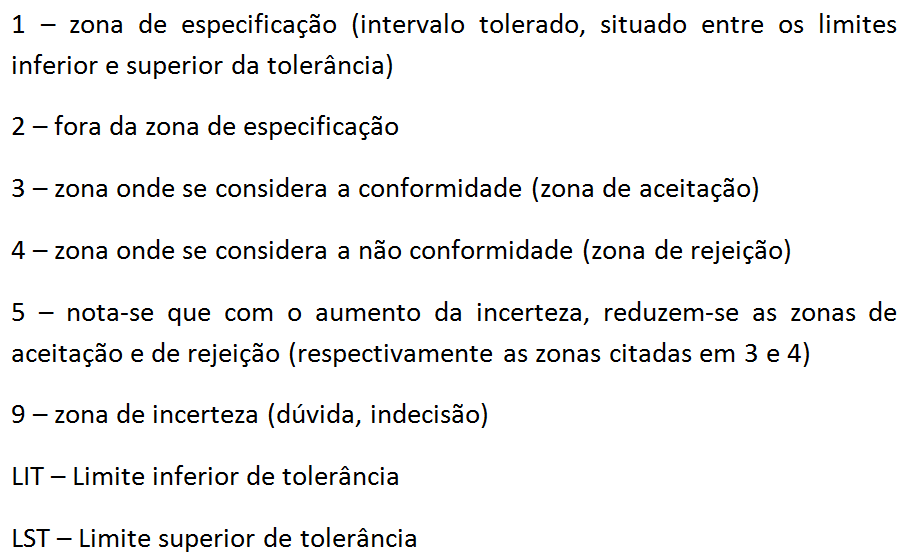 1 – zona de especificação (intervalo tolerado, situado entre os limites
inferior e superior da tolerância)
2 – fora da zona de especificação
3 – zona onde se considera a conformidade (zona de aceitação)
4 – zona onde se considera a não conformidade (zona de rejeição)
5 – nota-se que com o aumento da incerteza, reduzem-se as zonas de
aceitação e de rejeição (respectivamente as zonas citadas em 3 e 4)
9 – zona de incerteza (dúvida, indecisão)
LIT – Limite inferior de tolerância
LST – Limite superior de tolerância